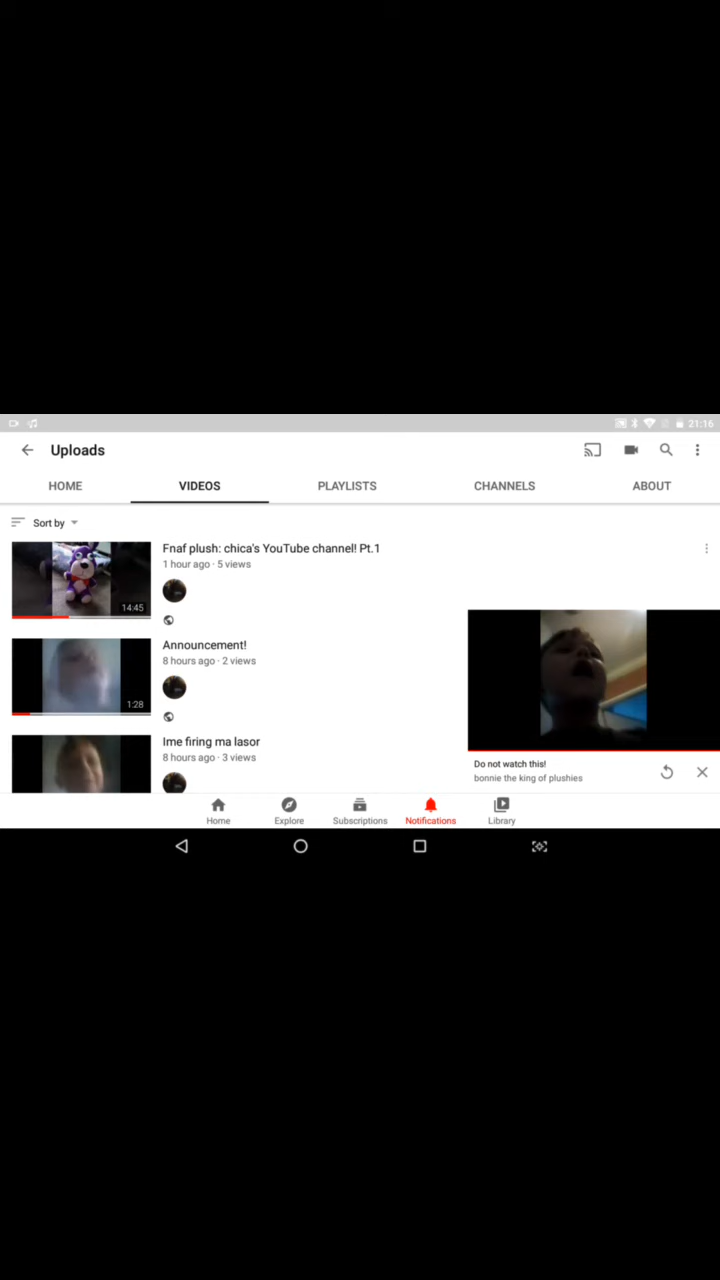 21:16
Uploads
HOME
VIDEOS
PLAYLISTS
CHANNELS
ABOUT
Sort by
Fnaf plush: chica's YouTube channel! Pt.1
1 hour ago · 5 views
14:45
Announcement!
8 hours ago · 2 views
1:28
Ime firing ma lasor
8 hours ago · 3 views
Do not watch this!
bonnie the king of plushies
Home
Explore
Subscriptions
Notifications
Library